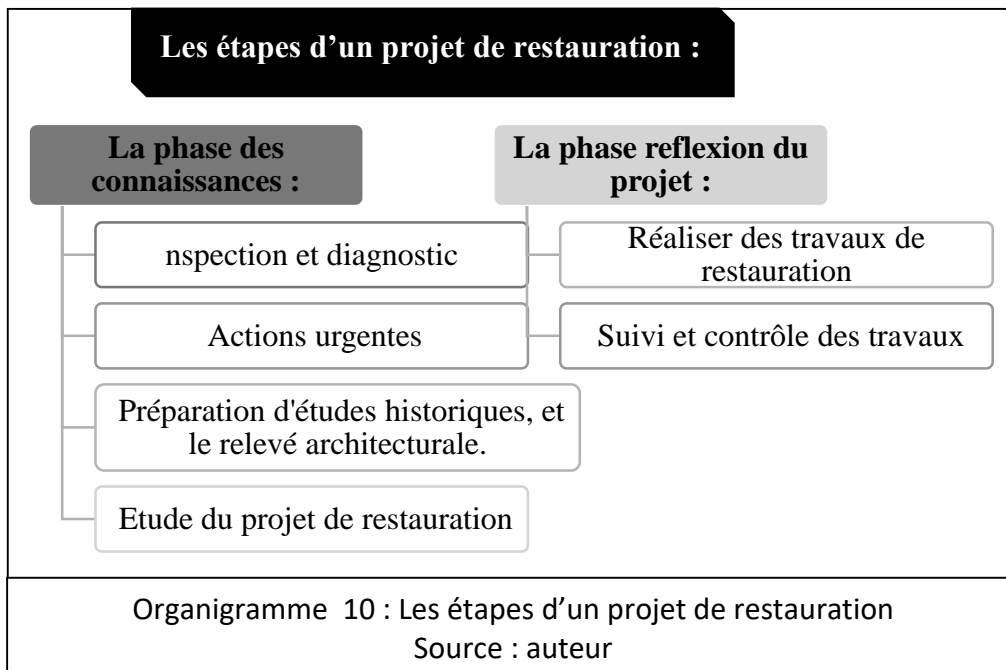 Les étapes d’un projet de restauration :
La phase des
connaissances :
nspection et diagnostic
Actions urgentes
Préparation d'études historiques, et
le relevé architecturale.
Etude du projet de restauration
La phase reflexion du
projet :
Réaliser des travaux de
restauration
Suivi et contrôle des travaux
Organigramme 10 : Les étapes d’un projet de restauration
Source : auteur